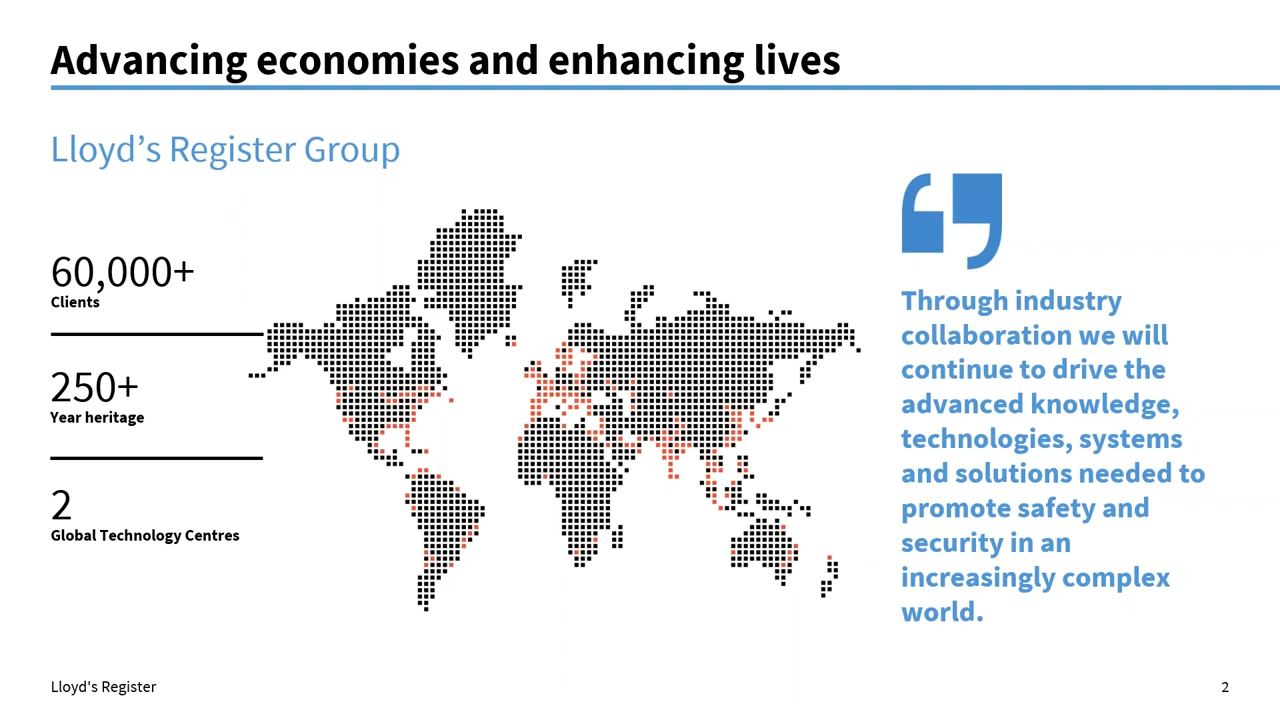 Advancing economies and enhancing lives
Lloyd’s Register Group
60,000+
Clients
250+
Year heritage
2
Global Technology Centres
Through industry
collaboration we will
continue to drive the
advanced knowledge,
technologies, systems
and solutions needed to
promote safety and
security in an
increasingly complex
world.
Lloyd's Register
2